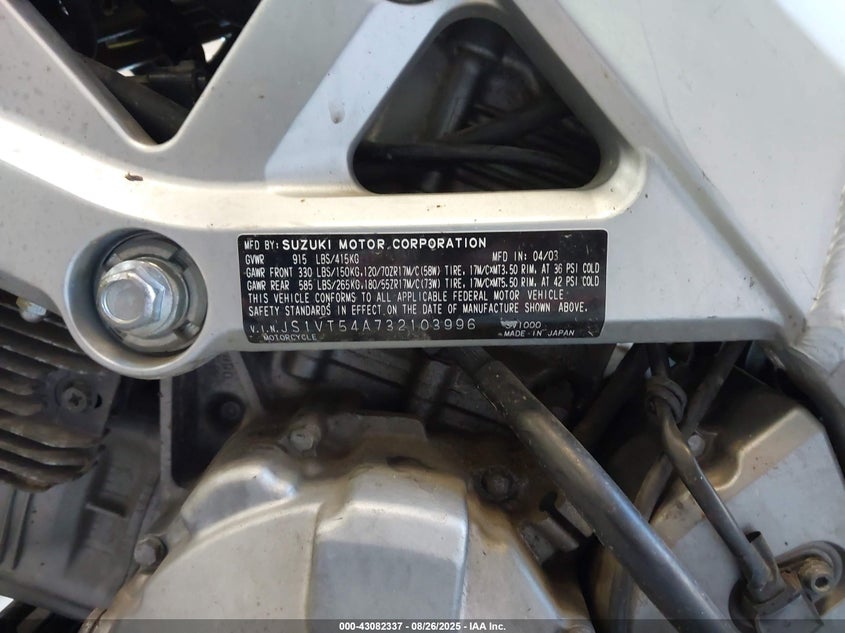 MFD BY: SUZUKI MOTOR CORPORATION
GVWR 915 LBS/415KG MFD IN: 04/03
GAWR FRONT 330 LBS/150KG,120/70ZR17M/C(58W) TIRE, 17M/C×MT3.50 RIM, AT 36 PSI COLD
GAWR REAR 585 LBS/265KG,180/55ZR17M/C(73W) TIRE, 17M/C×MT5.50 RIM, AT 42 PSI COLD
THIS VEHICLE CONFORMS TO ALL APPLICABLE FEDERAL MOTOR VEHICLE
SAFETY STANDARDS IN EFFECT ON THE DATE OF MANUFACTURE SHOWN ABOVE.
V.I.N. JS1VT54A732103996 1000
MOTORCYCLE MADE IN JAPAN
000-43082337 - 08/26/2025 - IAA Inc.